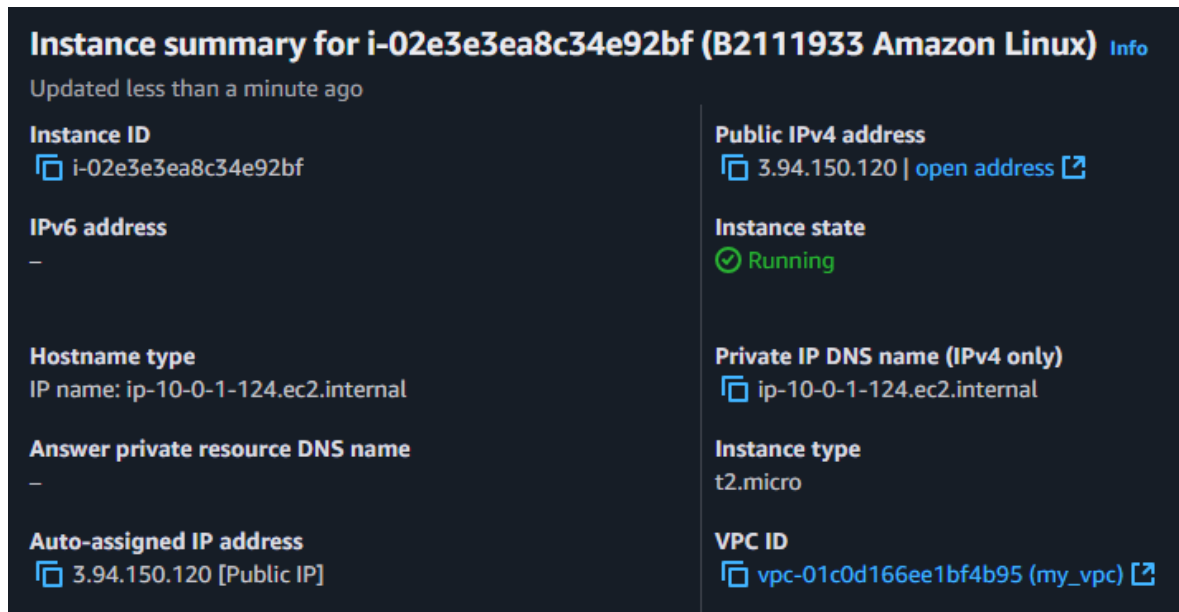 Instance summary for i-02e3e3ea8c34e92bf (B2111933 Amazon Linux) Info
Updated less than a minute ago
Instance ID
i-02e3e3ea8c34e92bf
Public IPv4 address
3.94.150.120 | open address
IPv6 address
–
Instance state
Running
Hostname type
IP name: ip-10-0-1-124.ec2.internal
Private IP DNS name (IPv4 only)
ip-10-0-1-124.ec2.internal
Answer private resource DNS name
–
Instance type
t2.micro
Auto-assigned IP address
3.94.150.120 [Public IP]
VPC ID
vpc-01c0d166ee1bf4b95 (my_vpc)